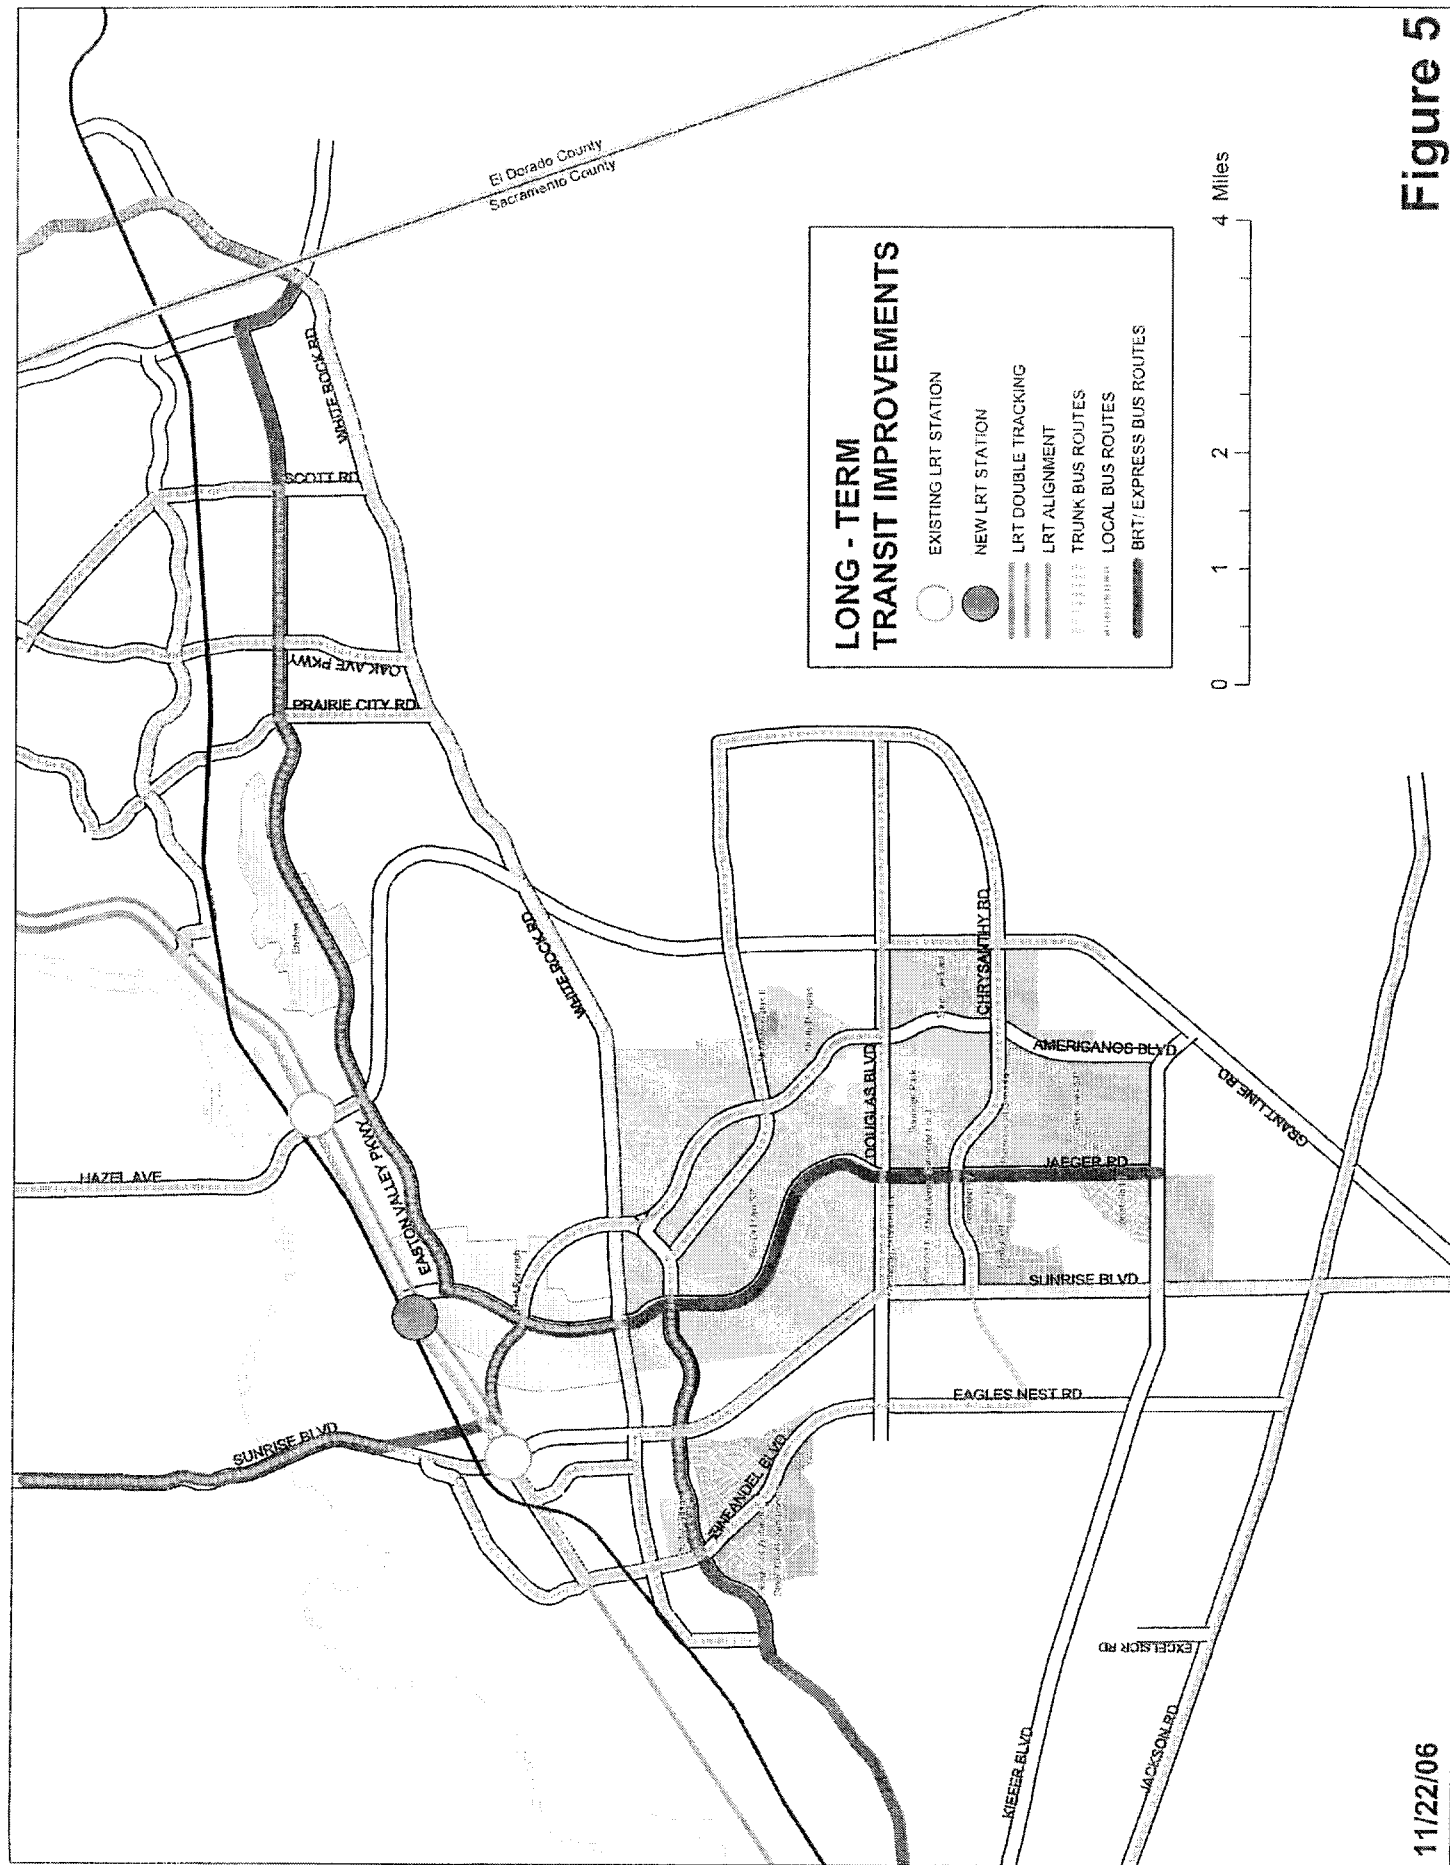 Figure 5
El Dorado County
Sacramento County
WHITE ROCK RD
SCOTT RD
OAK AVE PKWY
PRAIRIE CITY RD
LONG - TERM
TRANSIT IMPROVEMENTS
EXISTING LRT STATION
NEW LRT STATION
LRT DOUBLE TRACKING
LRT ALIGNMENT
TRUNK BUS ROUTES
LOCAL BUS ROUTES
BRT/ EXPRESS BUS ROUTES
0 1 2 4 Miles
WHITE ROCK RD
HAZEL AVE
EASTON VALLEY PKWY
CHRYSANTHY RD
DOUGLAS BLVD
AMERICANOS BLVD
JAEGER RD
GRANT LINE RD
SUNRISE BLVD
SUNRISE BLVD
EAGLES NEST RD
ZINFANDEL BLVD
EXCELSIOR RD
KIEFER BLVD
JACKSON RD
11/22/06